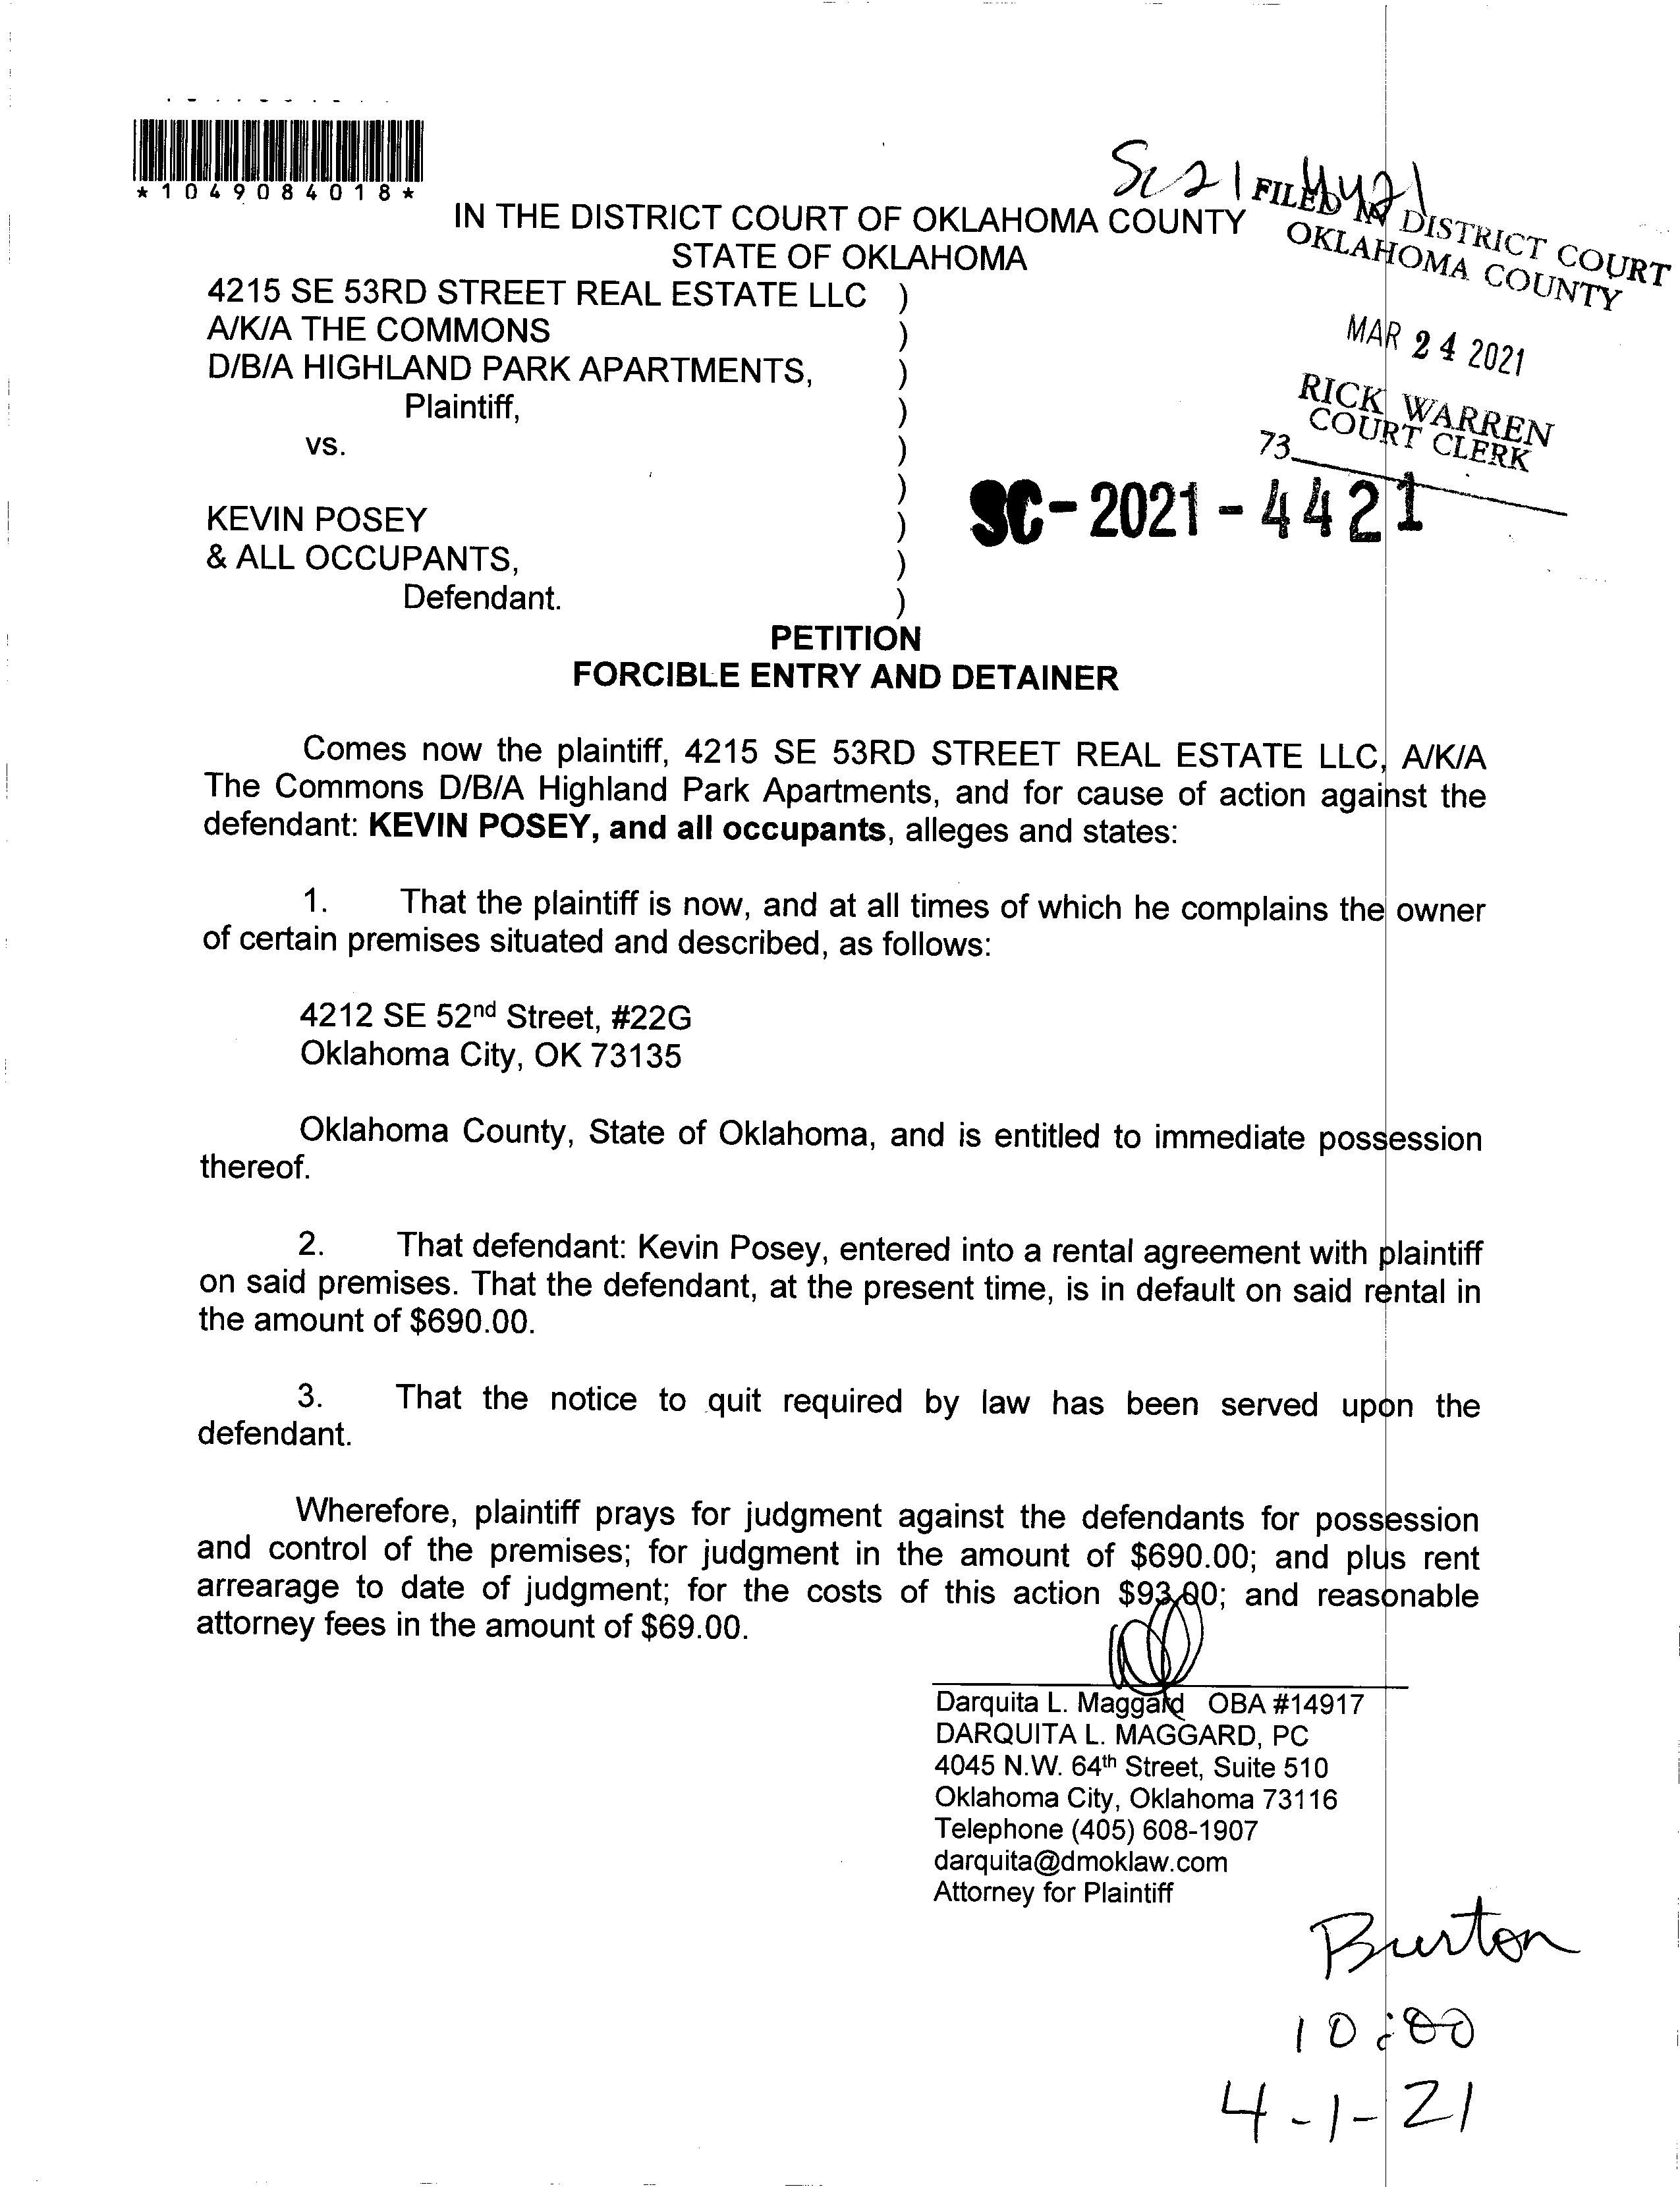 *1049084018*
SC 21 4421
FILED IN DISTRICT COURT
OKLAHOMA COUNTY
MAR 24 2021
RICK WARREN
COURT CLERK
73
IN THE DISTRICT COURT OF OKLAHOMA COUNTY
STATE OF OKLAHOMA
4215 SE 53RD STREET REAL ESTATE LLC )
A/K/A THE COMMONS )
D/B/A HIGHLAND PARK APARTMENTS, )
Plaintiff, )
vs. )
)
KEVIN POSEY )
& ALL OCCUPANTS, )
Defendant. )
SC-2021-4421
PETITION
FORCIBLE ENTRY AND DETAINER
Comes now the plaintiff, 4215 SE 53RD STREET REAL ESTATE LLC, A/K/A
The Commons D/B/A Highland Park Apartments, and for cause of action against the
defendant: KEVIN POSEY, and all occupants, alleges and states:
1. That the plaintiff is now, and at all times of which he complains the owner
of certain premises situated and described, as follows:
4212 SE 52nd Street, #22G
Oklahoma City, OK 73135
Oklahoma County, State of Oklahoma, and is entitled to immediate possession
thereof.
2. That defendant: Kevin Posey, entered into a rental agreement with plaintiff
on said premises. That the defendant, at the present time, is in default on said rental in
the amount of $690.00.
3. That the notice to quit required by law has been served upon the
defendant.
Wherefore, plaintiff prays for judgment against the defendants for possession
and control of the premises; for judgment in the amount of $690.00; and plus rent
arrearage to date of judgment; for the costs of this action $93.00; and reasonable
attorney fees in the amount of $69.00.
Darquita L. Maggard OBA #14917
DARQUITA L. MAGGARD, PC
4045 N.W. 64th Street, Suite 510
Oklahoma City, Oklahoma 73116
Telephone (405) 608-1907
darquita@dmoklaw.com
Attorney for Plaintiff
Burton
10:00
4-1-21